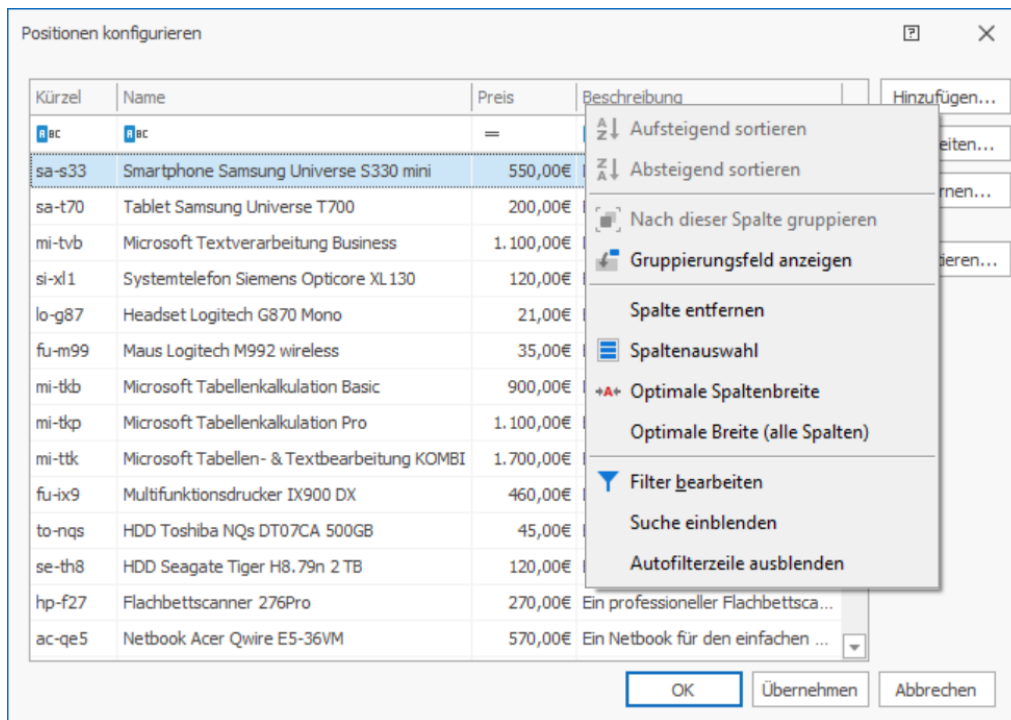 Positionen konfigurieren
Kürzel Name Preis Beschreibung Hinzufügen...
ABC ABC =
sa-s33 Smartphone Samsung Universe S330 mini 550,00€
sa-t70 Tablet Samsung Universe T700 200,00€
mi-tvb Microsoft Textverarbeitung Business 1.100,00€
si-xl1 Systemtelefon Siemens Opticore XL130 120,00€
lo-g87 Headset Logitech G870 Mono 21,00€
fu-m99 Maus Logitech M992 wireless 35,00€
mi-tkb Microsoft Tabellenkalkulation Basic 900,00€
mi-tkp Microsoft Tabellenkalkulation Pro 1.100,00€
mi-ttk Microsoft Tabellen- & Textbearbeitung KOMBI 1.700,00€
fu-ix9 Multifunktionsdrucker IX900 DX 460,00€
to-nqs HDD Toshiba NQs DT07CA 500GB 45,00€
se-th8 HDD Seagate Tiger H8.79n 2 TB 120,00€
hp-f27 Flachbettscanner 276Pro 270,00€ Ein professioneller Flachbettsca...
ac-qe5 Netbook Acer Qwire E5-36VM 570,00€ Ein Netbook für den einfachen ...
Aufsteigend sortieren
Absteigend sortieren
Nach dieser Spalte gruppieren
Gruppierungsfeld anzeigen
Spalte entfernen
Spaltenauswahl
Optimale Spaltenbreite
Optimale Breite (alle Spalten)
Filter bearbeiten
Suche einblenden
Autofilterzeile ausblenden
eiten...
rnen...
ieren...
OK Übernehmen Abbrechen